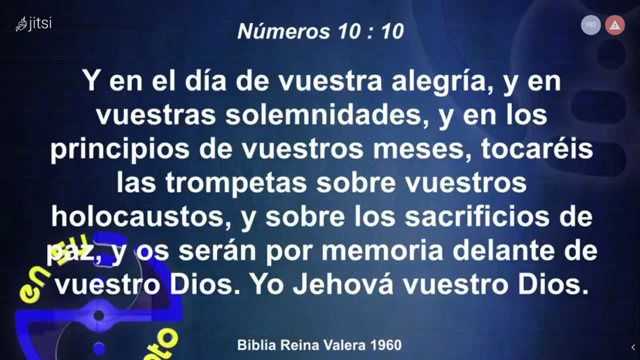 jitsi
HD
Números 10 : 10
Y en el día de vuestra alegría, y en
vuestras solemnidades, y en los
principios de vuestros meses, tocaréis
las trompetas sobre vuestros
holocaustos, y sobre los sacrificios de
paz, y os serán por memoria delante de
vuestro Dios. Yo Jehová vuestro Dios.
en
Biblia Reina Valera 1960